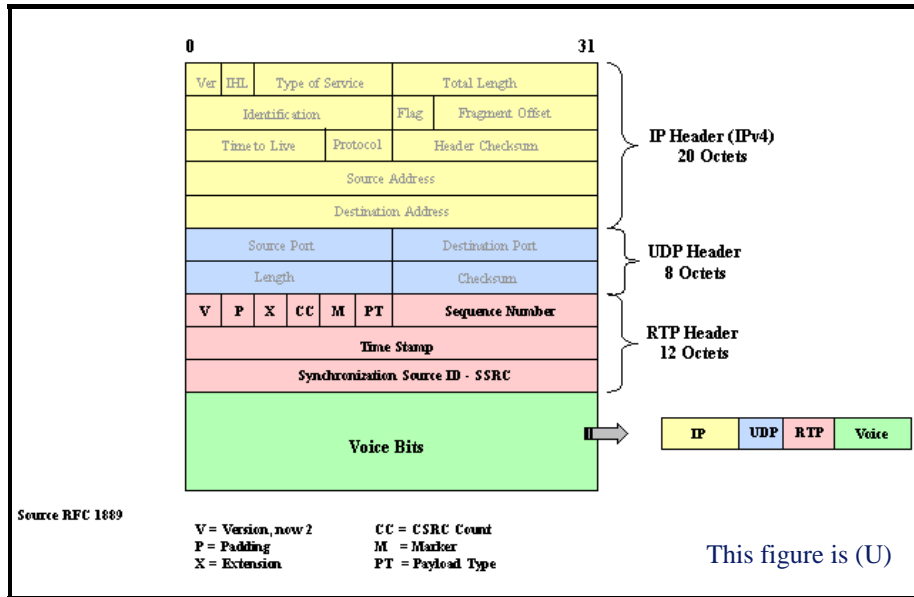 0 31
Ver IHL Type of Service Total Length
Identification Flag Fragment Offset
Time to Live Protocol Header Checksum
Source Address
Destination Address
IP Header (IPv4)
20 Octets
Source Port Destination Port
Length Checksum
UDP Header
8 Octets
V P X CC M PT Sequence Number
Time Stamp
Synchronization Source ID - SSRC
RTP Header
12 Octets
Voice Bits
IP UDP RTP Voice
Source RFC 1889
V = Version, now 2 CC = CSRC Count
P = Padding M = Marker
X = Extension PT = Payload Type
This figure is (U)